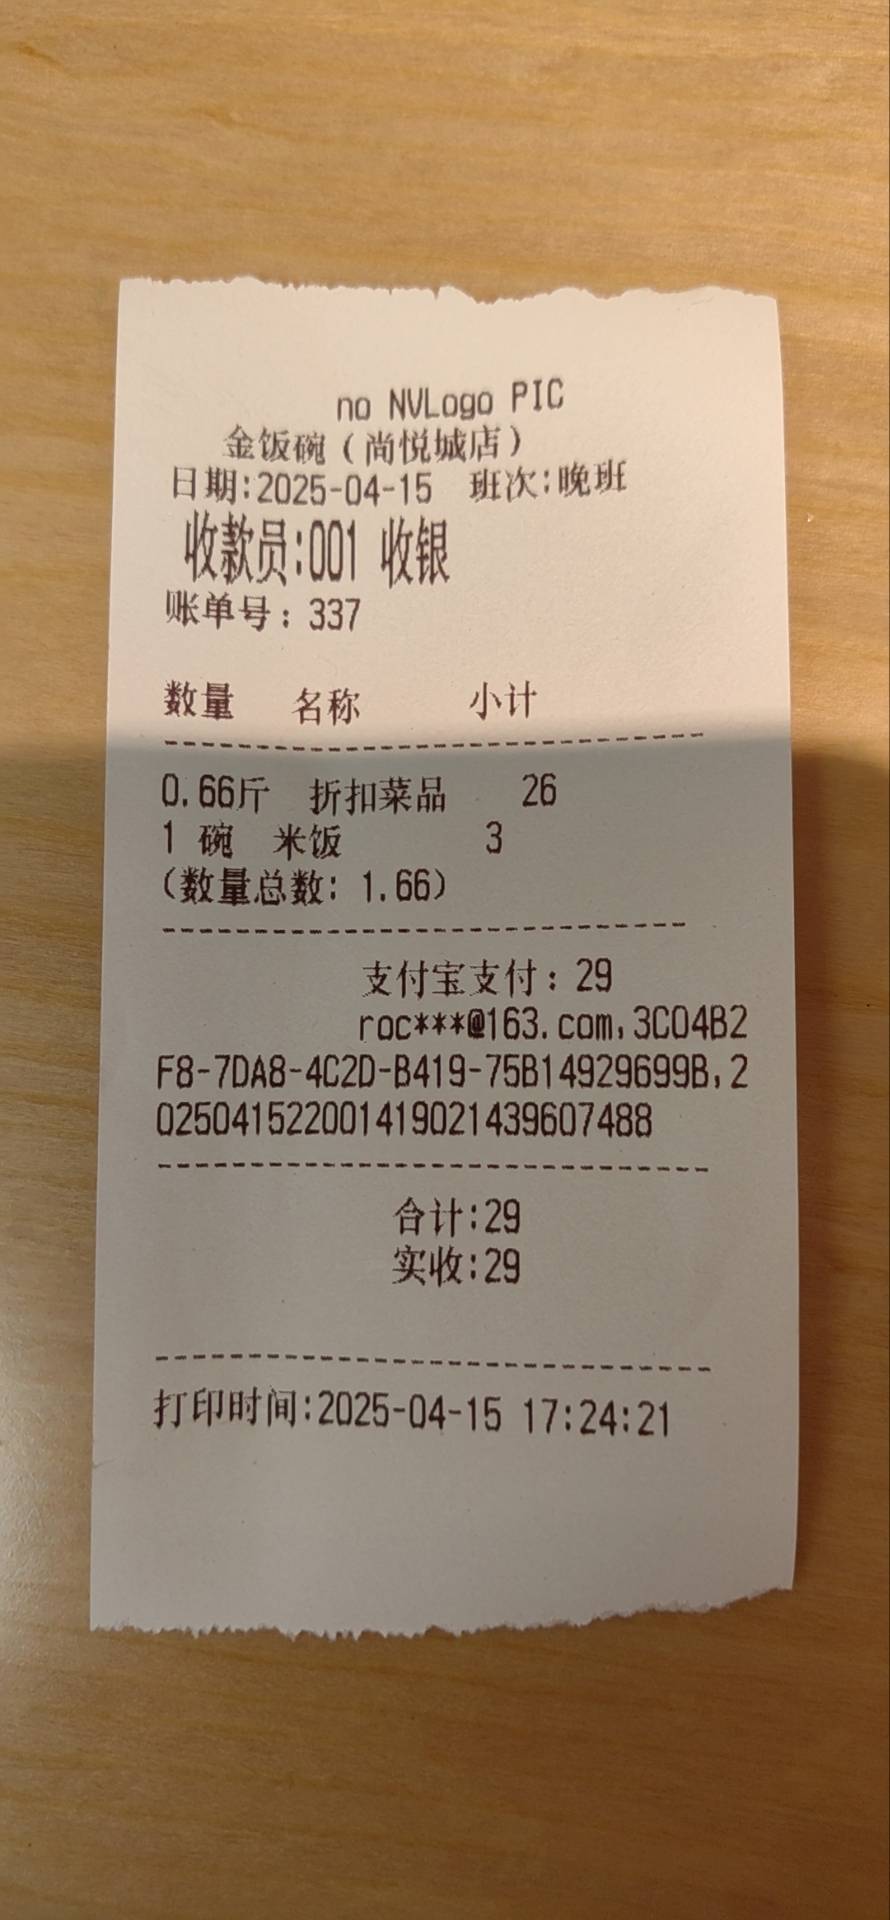 no NVLogo PIC
金饭碗（尚悦城店）
日期:2025-04-15 班次:晚班
收款员:001 收银
账单号：337
数量 名称 小计
0.66斤 折扣菜品 26
1 碗 米饭 3
(数量总数: 1.66)
支付宝支付：29
roc***@163.com,3C04B2
F8-7DA8-4C2D-B419-75B14929699B,2
025041522001419021439607488
合计:29
实收:29
打印时间:2025-04-15 17:24:21